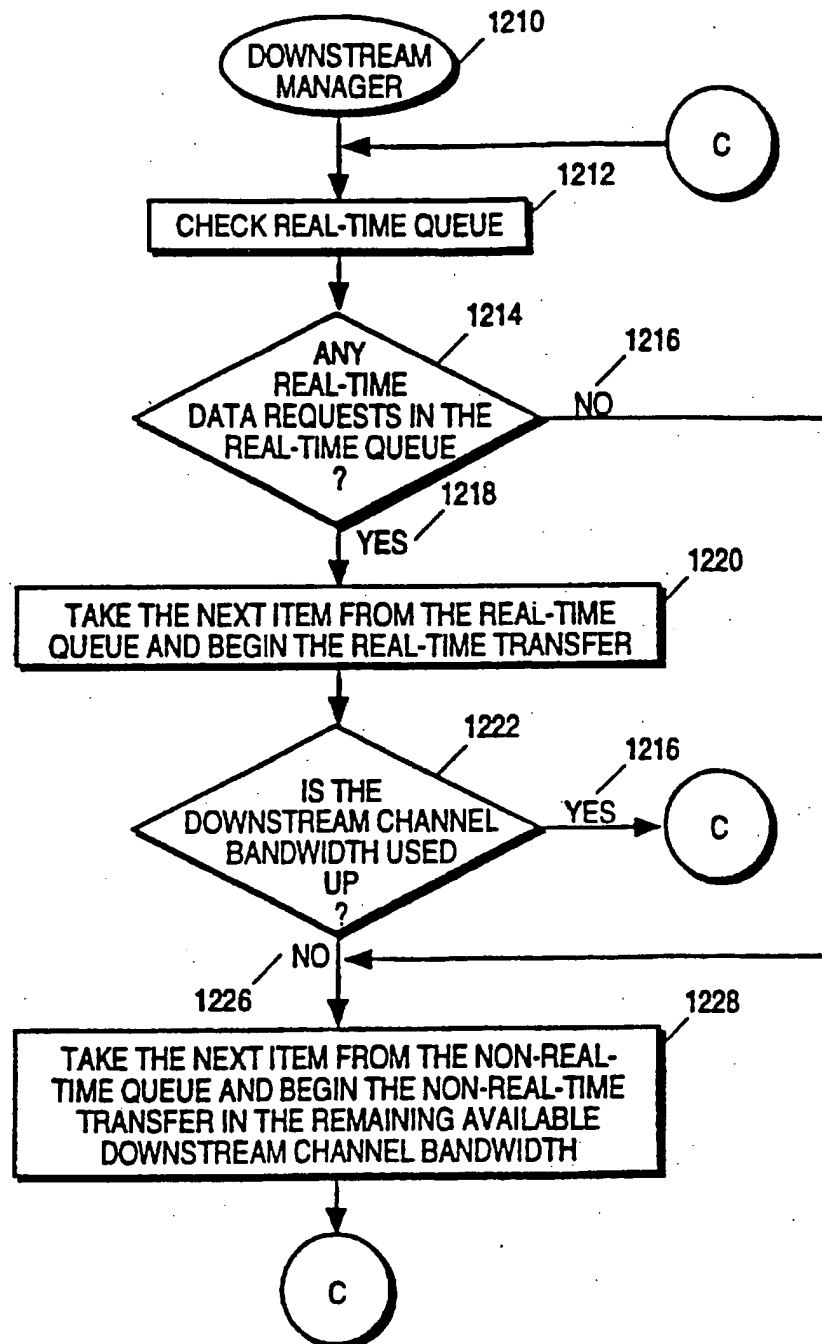 1210
DOWNSTREAM
MANAGER
C
1212
CHECK REAL-TIME QUEUE
1214
1216
ANY
REAL-TIME
DATA REQUESTS IN THE
REAL-TIME QUEUE
?
NO
1218
YES
1220
TAKE THE NEXT ITEM FROM THE REAL-TIME
QUEUE AND BEGIN THE REAL-TIME TRANSFER
1222
1216
IS THE
DOWNSTREAM CHANNEL
BANDWIDTH USED
UP
?
YES
C
NO
1226
1228
TAKE THE NEXT ITEM FROM THE NON-REAL-
TIME QUEUE AND BEGIN THE NON-REAL-TIME
TRANSFER IN THE REMAINING AVAILABLE
DOWNSTREAM CHANNEL BANDWIDTH
C